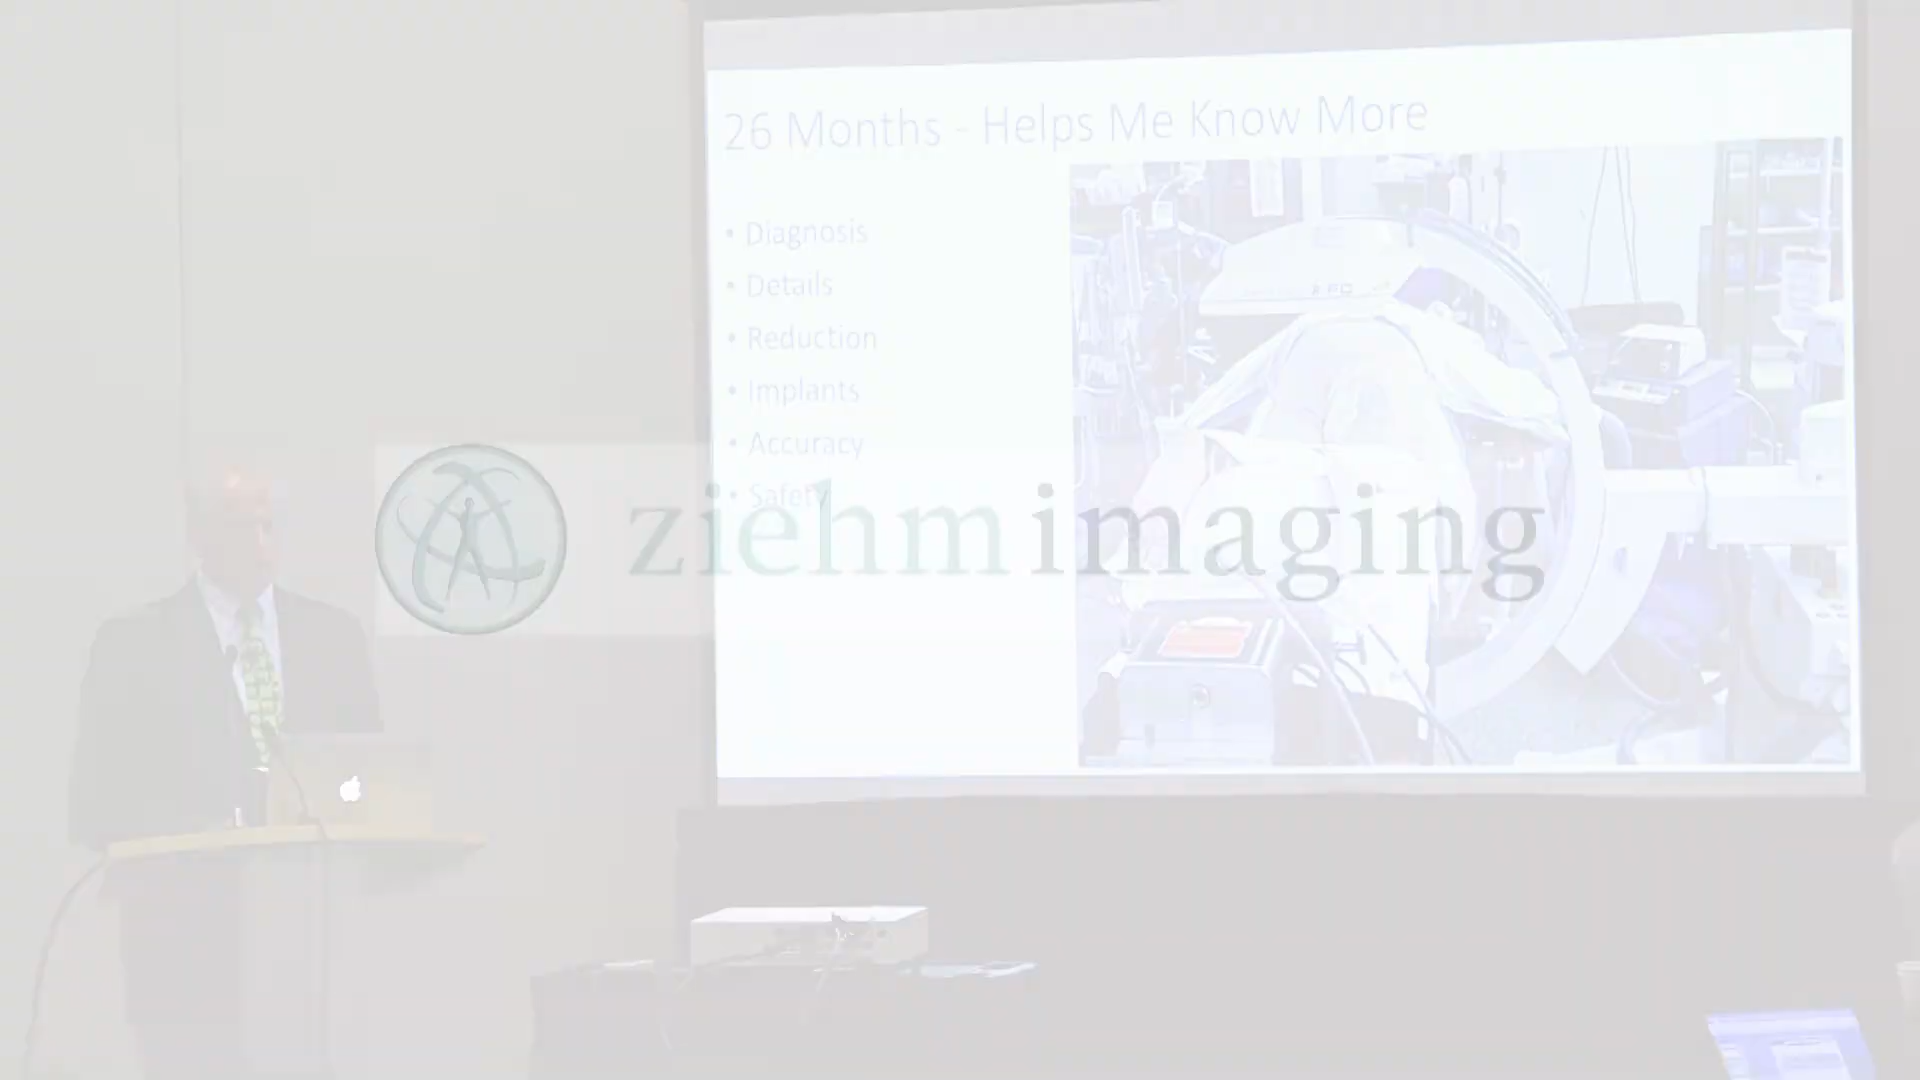 26 Months - Helps Me Know More
• Diagnosis
• Details
• Reduction
• Implants
• Accuracy
• Safety
ziehm imaging